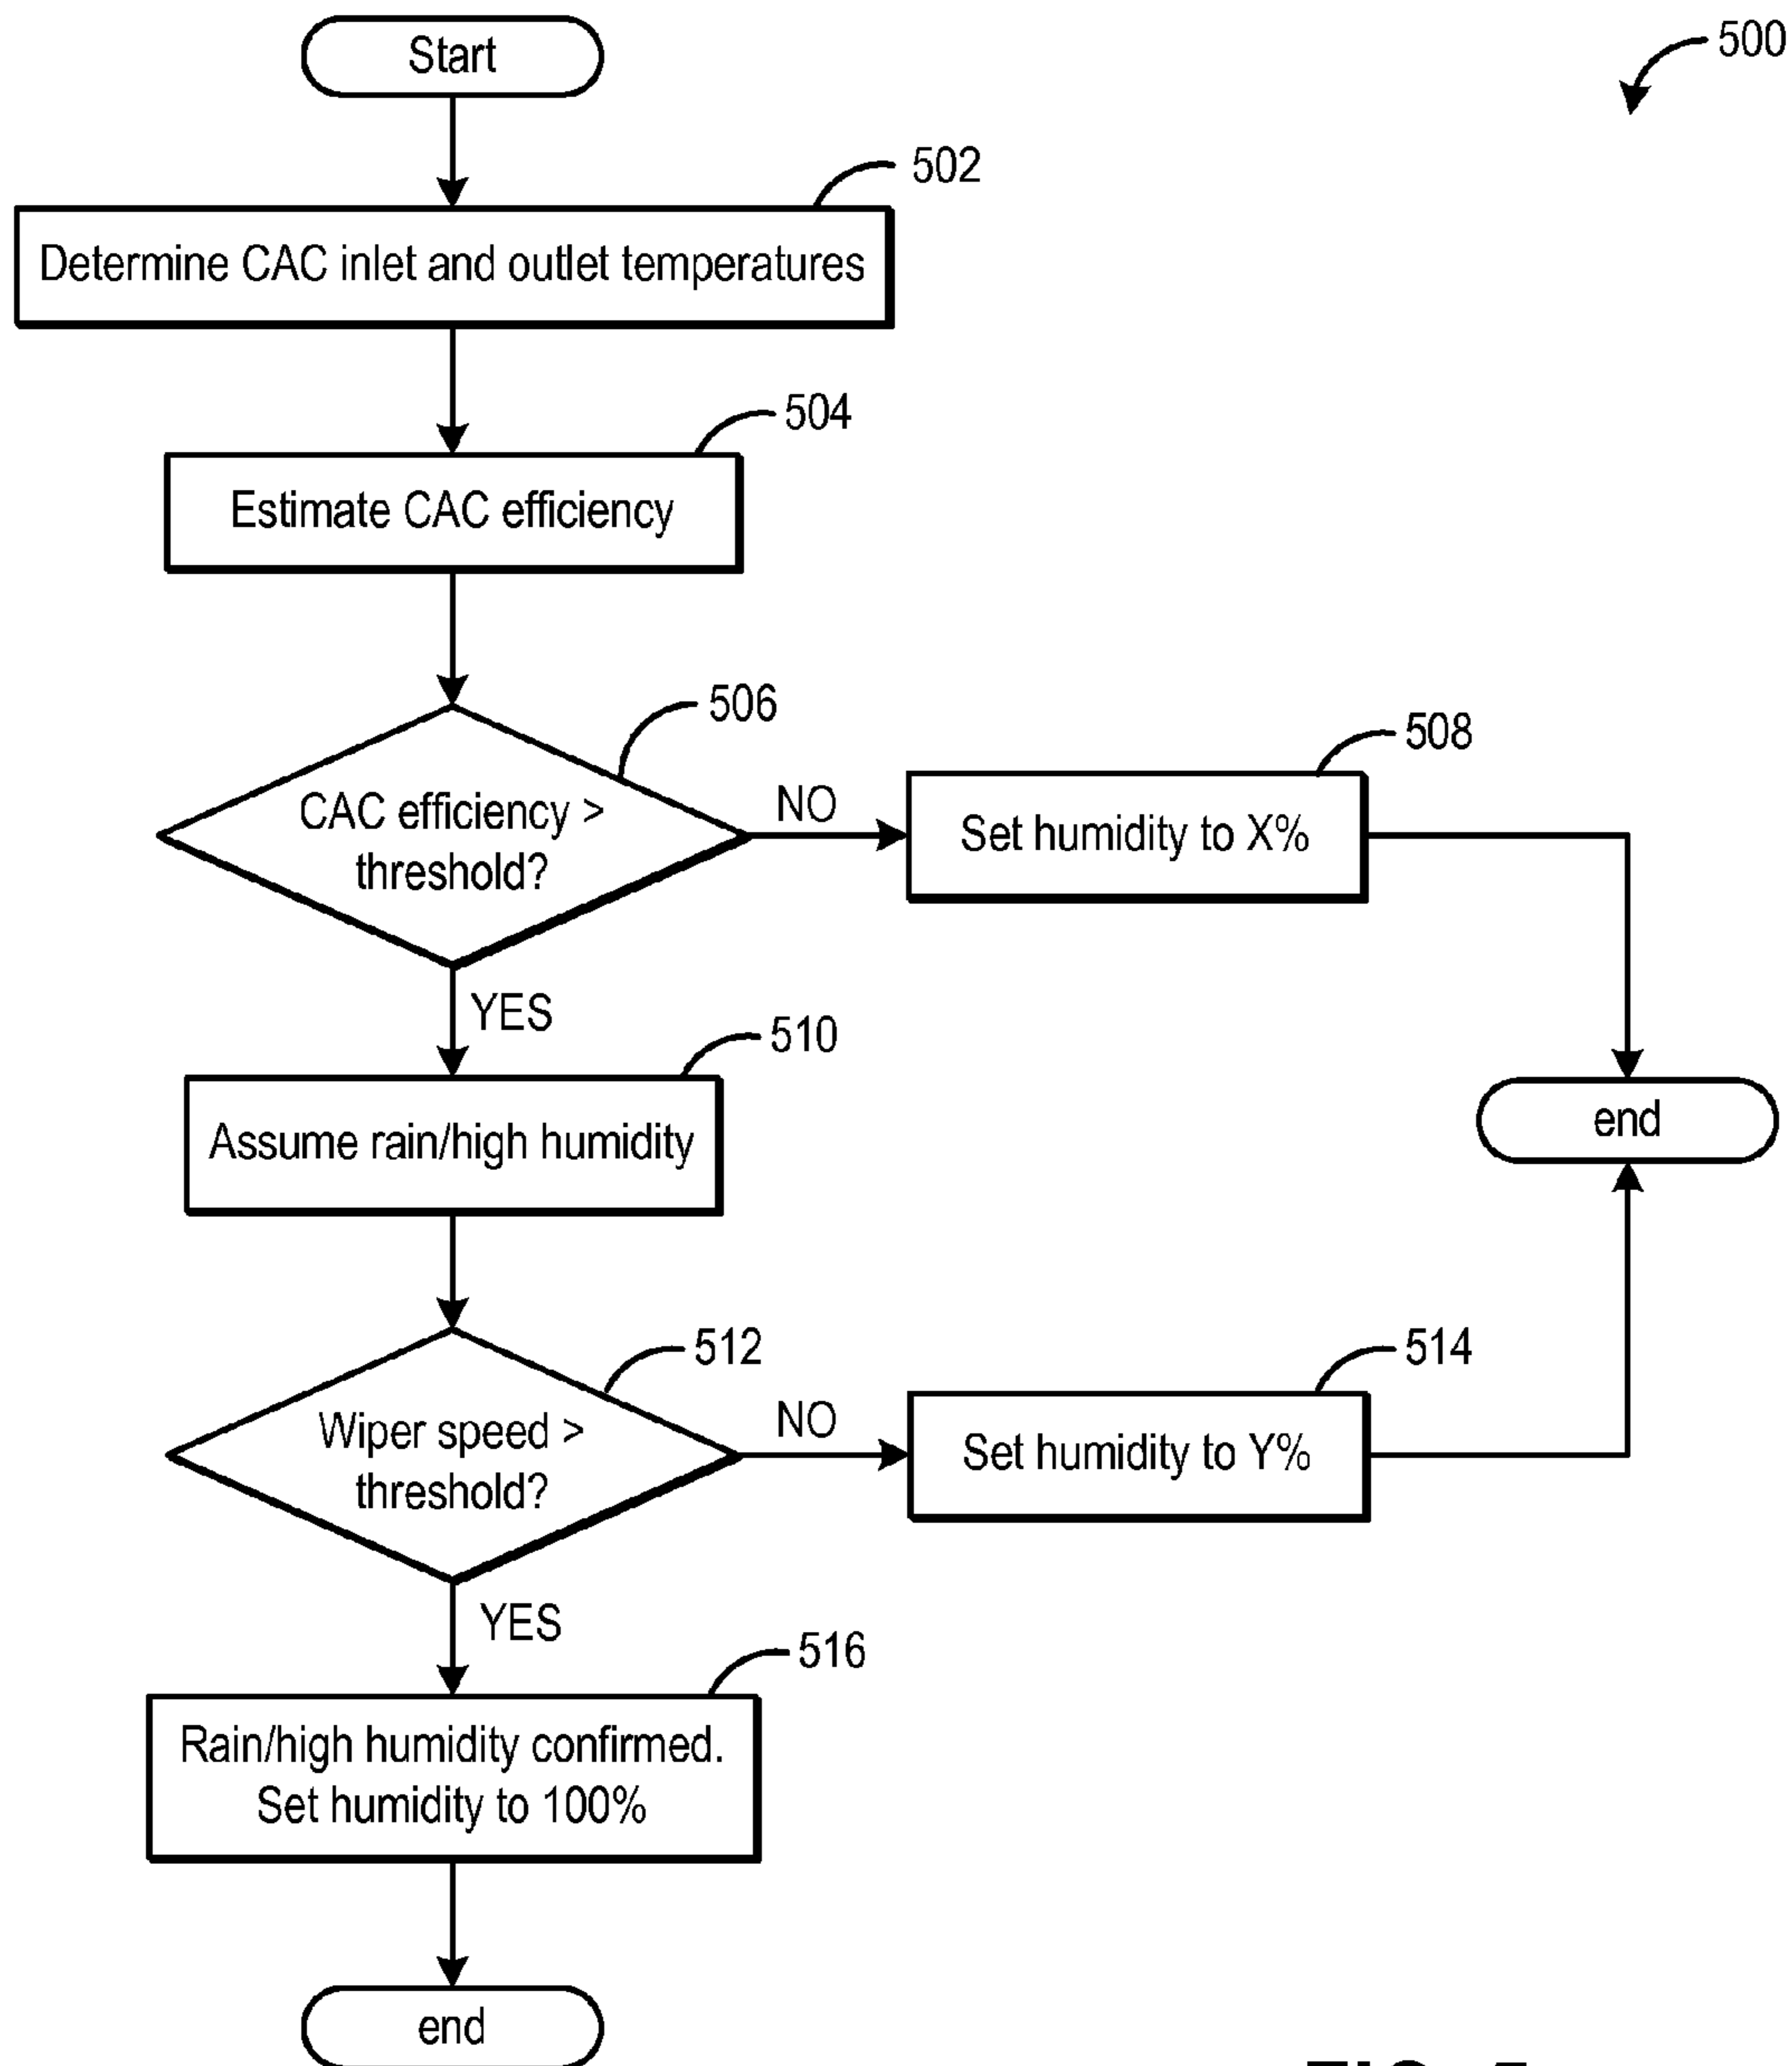 Start
500
502
Determine CAC inlet and outlet temperatures
504
Estimate CAC efficiency
506
CAC efficiency >
threshold?
NO
508
Set humidity to X%
YES
510
Assume rain/high humidity
end
512
Wiper speed >
threshold?
NO
514
Set humidity to Y%
YES
516
Rain/high humidity confirmed.
Set humidity to 100%
end